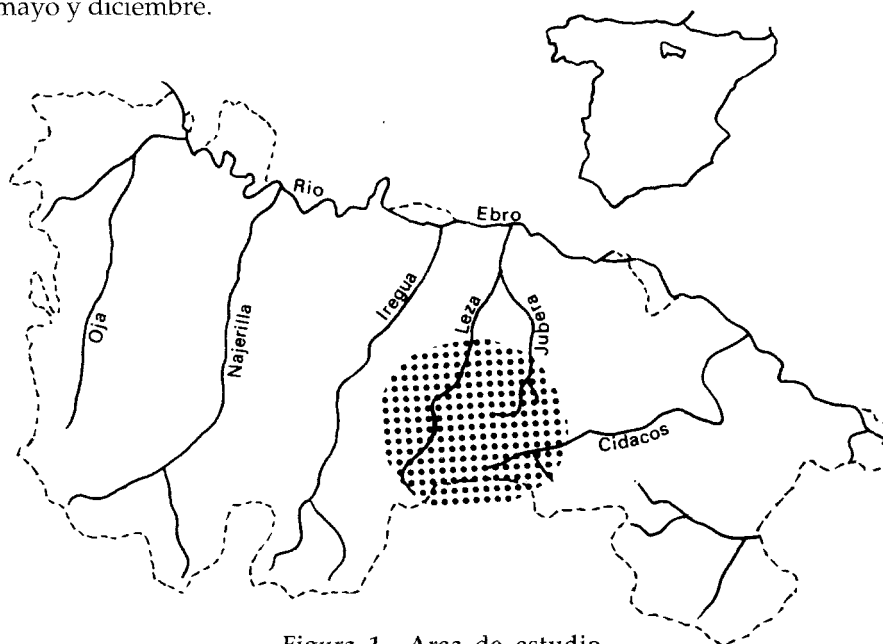 mayo y diciembre.
Rio
Ebro
Oja
Najerilla
Iregua
Leza
Jubera
Cidacos
Figura 1. Area de estudio